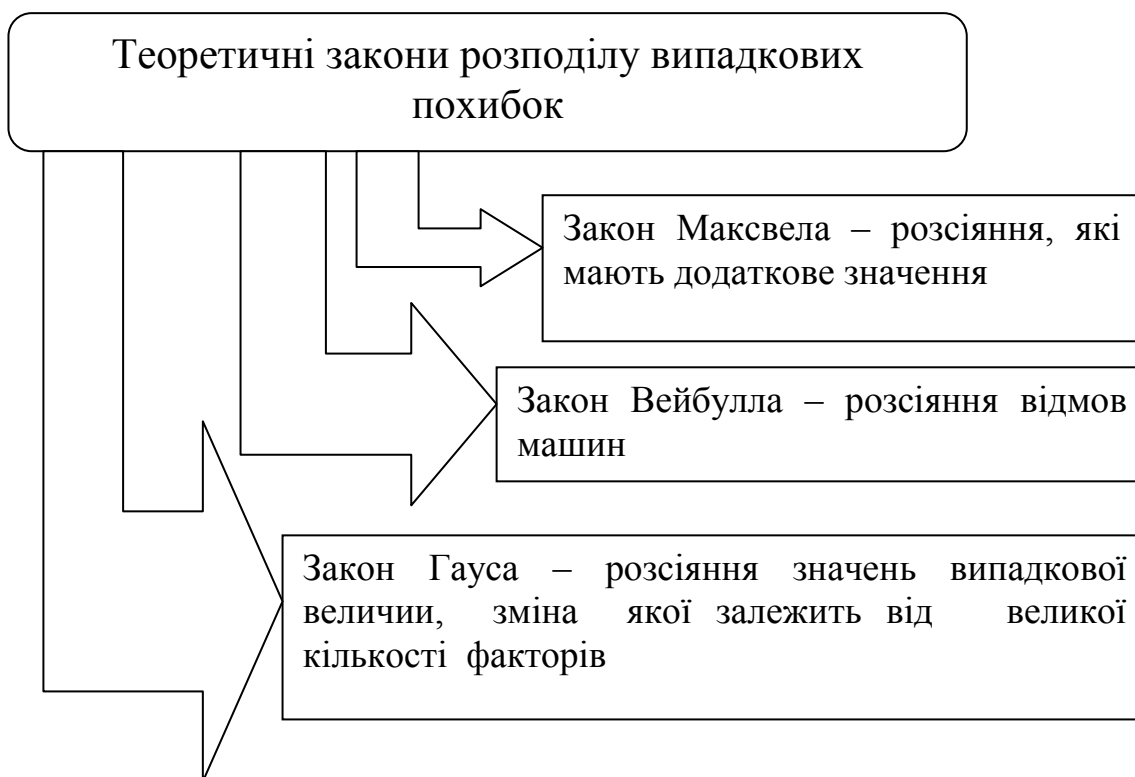 Теоретичні закони розподілу випадкових
похибок
Закон Максвела – розсіяння, які
мають додаткове значення
Закон Вейбулла – розсіяння відмов
машин
Закон Гауса – розсіяння значень випадкової
величии, зміна якої залежить від великої
кількості факторів